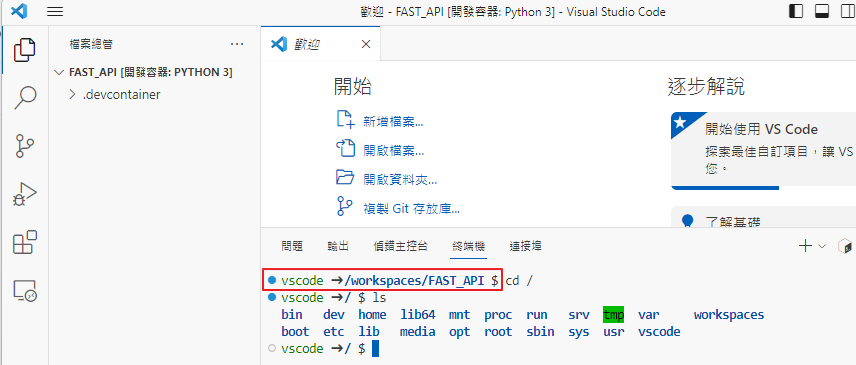 歡迎 - FAST_API [開發容器: Python 3] - Visual Studio Code
檔案總管 ···
歡迎 ×
FAST_API [開發容器: PYTHON 3]
.devcontainer
開始
新增檔案...
開啟檔案...
開啟資料夾...
複製 Git 存放庫...
逐步解說
開始使用 VS Code
探索最佳自訂項目，讓 VS
您。
了解基礎
問題 輸出 偵錯主控台 終端機 連接埠
vscode ➜/workspaces/FAST_API $ cd /
vscode ➜/ $ ls
bin dev home lib64 mnt proc run srv tmp var workspaces
boot etc lib media opt root sbin sys usr vscode
vscode ➜/ $